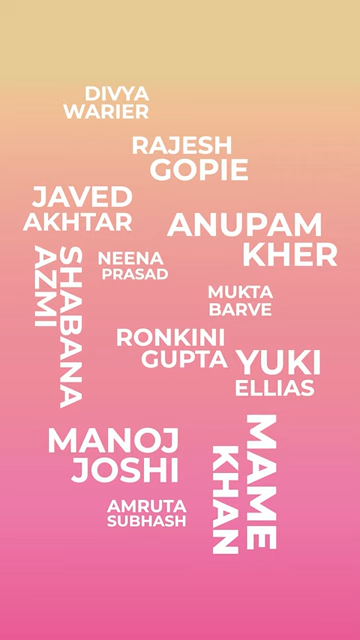 DIVYA
WARIER
RAJESH
GOPIE
JAVED
AKHTAR
ANUPAM
KHER
SHABANA
AZMI
NEENA
PRASAD
MUKTA
BARVE
RONKINI
GUPTA
YUKI
ELLIAS
MANOJ
JOSHI
MAME
KHAN
AMRUTA
SUBHASH